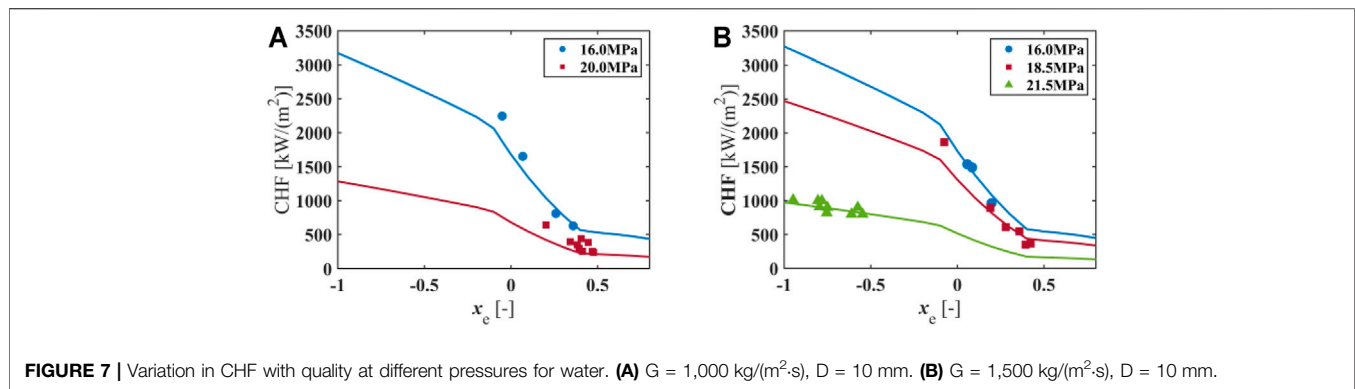 A
3500
3000
2500
2000
1500
1000
500
0
CHF [kW/(m²)]
16.0MPa
20.0MPa
-1
-0.5
0
0.5
xₑ [-]
B
3500
3000
2500
2000
1500
1000
500
0
CHF [kW/(m²)]
16.0MPa
18.5MPa
21.5MPa
-1
-0.5
0
0.5
xₑ [-]
FIGURE 7 | Variation in CHF with quality at different pressures for water. (A) G = 1,000 kg/(m²·s), D = 10 mm. (B) G = 1,500 kg/(m²·s), D = 10 mm.